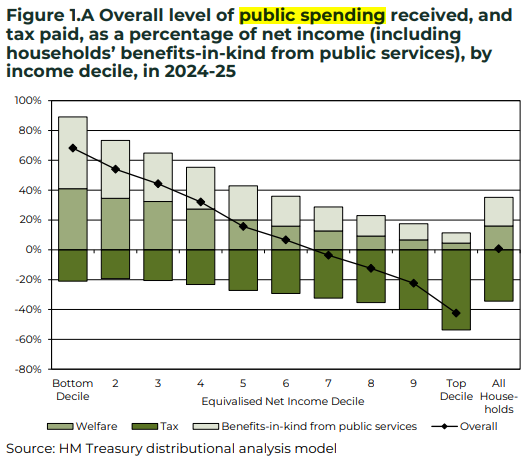 Figure 1.A Overall level of public spending received, and
tax paid, as a percentage of net income (including
households' benefits-in-kind from public services), by
income decile, in 2024-25
100%
80%
60%
40%
20%
0%
-20%
-40%
-60%
-80%
Bottom Decile 2 3 4 5 6 7 8 9 Top Decile All House-holds
Equivalised Net Income Decile
Welfare Tax Benefits-in-kind from public services Overall
Source: HM Treasury distributional analysis model